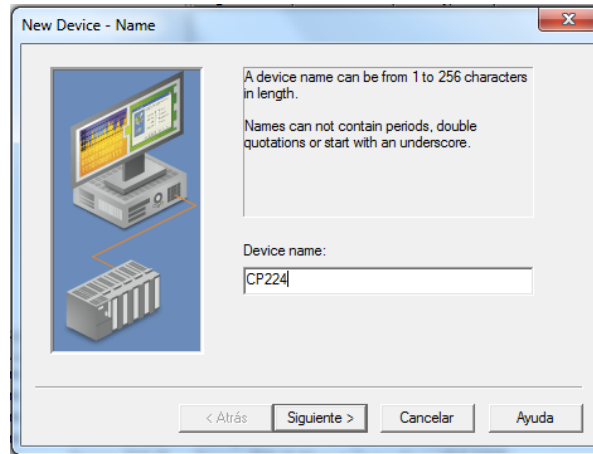 New Device - Name
A device name can be from 1 to 256 characters
in length.
Names can not contain periods, double
quotations or start with an underscore.
Device name:
CP224
< Atrás
Siguiente >
Cancelar
Ayuda